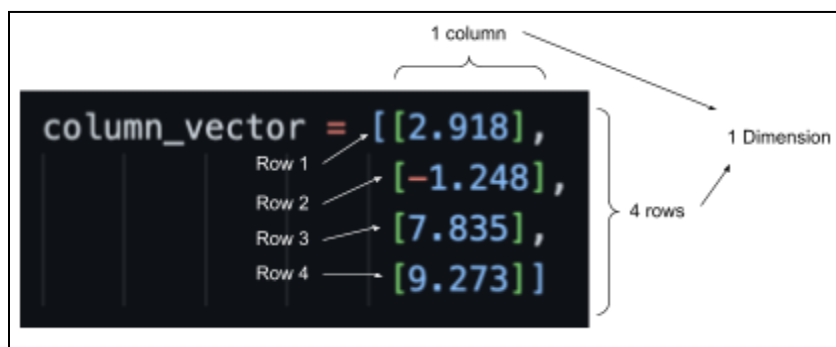 1 column
column_vector = [[2.918],
1 Dimension
Row 1
[-1.248],
Row 2
4 rows
Row 3
[7.835],
Row 4
[9.273]]